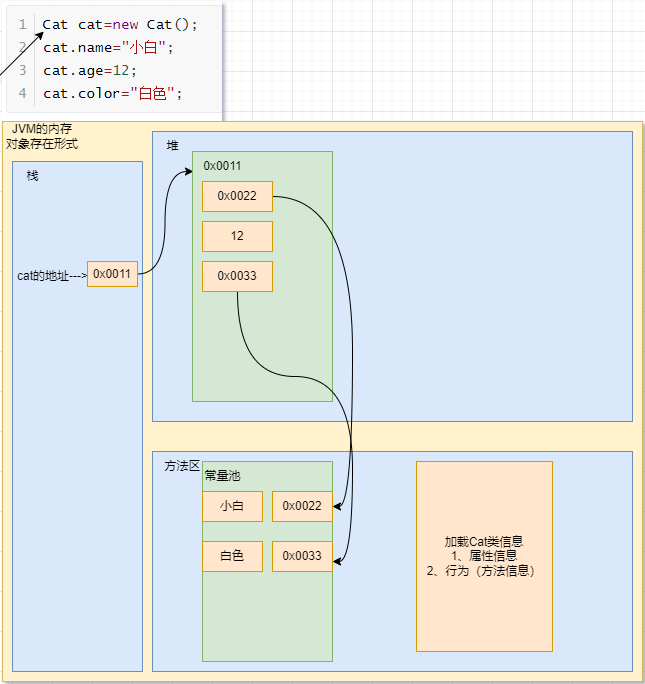 1 Cat cat=new Cat();
2 cat.name="小白";
3 cat.age=12;
4 cat.color="白色";
JVM的内存
对象存在形式
栈
cat的地址--->
0x0011
堆
0x0011
0x0022
12
0x0033
方法区
常量池
小白
0x0022
白色
0x0033
加载Cat类信息
1、属性信息
2、行为（方法信息）